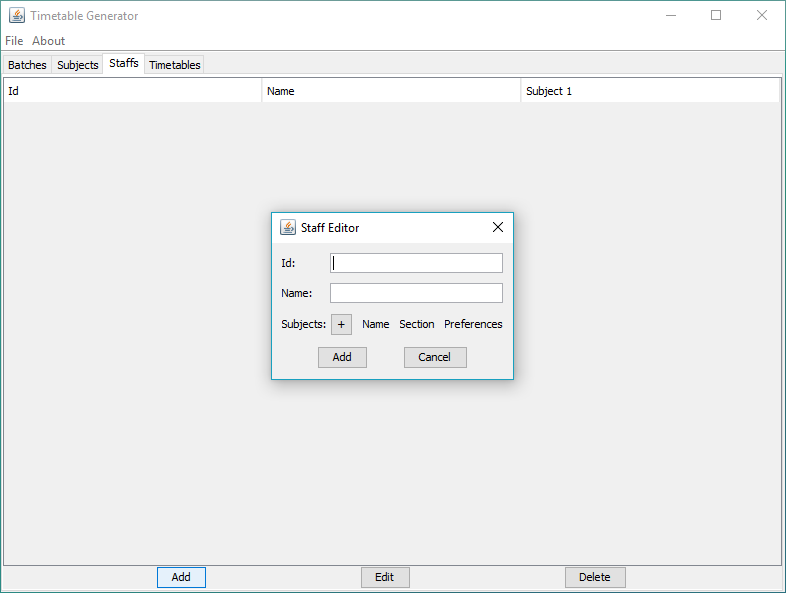 Timetable Generator
File About
Batches Subjects Staffs Timetables
Id Name Subject 1
Staff Editor
Id:
Name:
Subjects: + Name Section Preferences
Add Cancel
Add Edit Delete